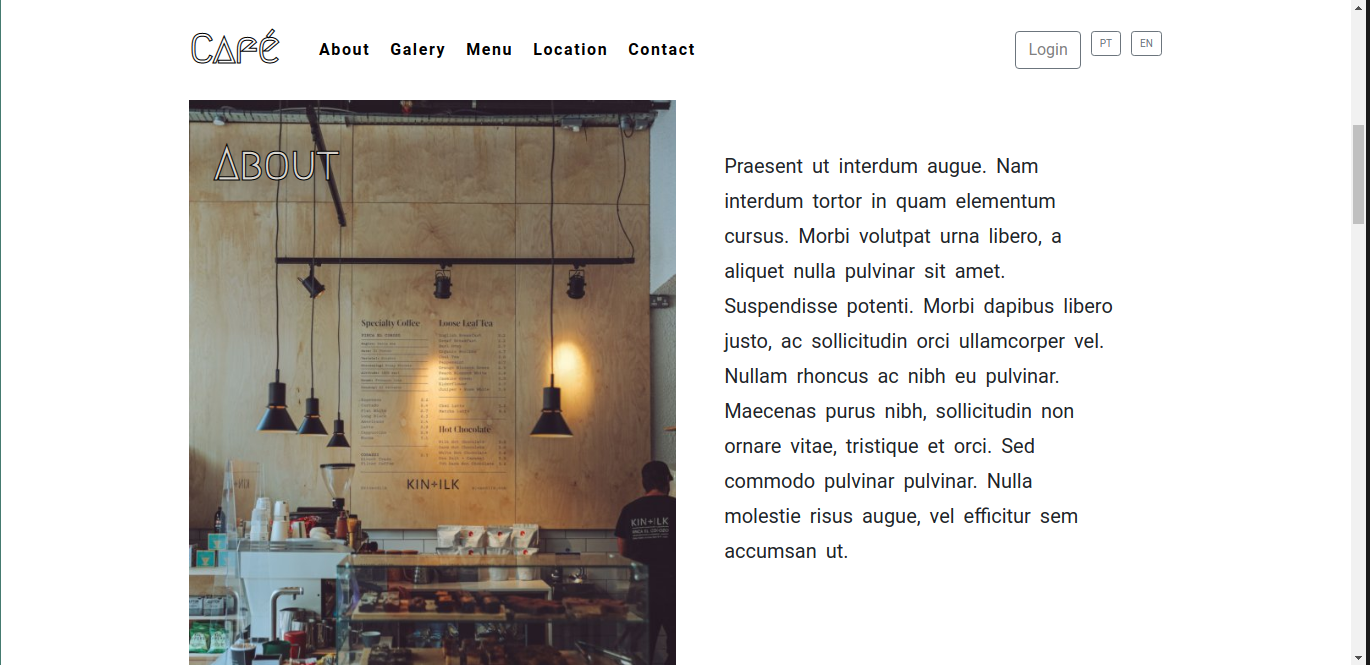 Café
About Galery Menu Location Contact
Login PT EN
About
Praesent ut interdum augue. Nam
interdum tortor in quam elementum
cursus. Morbi volutpat urna libero, a
aliquet nulla pulvinar sit amet.
Suspendisse potenti. Morbi dapibus libero
justo, ac sollicitudin orci ullamcorper vel.
Nullam rhoncus ac nibh eu pulvinar.
Maecenas purus nibh, sollicitudin non
ornare vitae, tristique et orci. Sed
commodo pulvinar pulvinar. Nulla
molestie risus augue, vel efficitur sem
accumsan ut.
Specialty Coffee
Loose Leaf Tea
Hot Chocolate
KIN+ILK
KIN+ILK